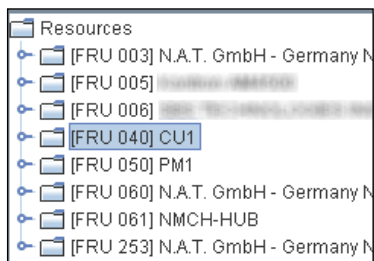 Resources
[FRU 003] N.A.T. GmbH - Germany N
[FRU 005]
[FRU 006]
[FRU 040] CU1
[FRU 050] PM1
[FRU 060] N.A.T. GmbH - Germany N
[FRU 061] NMCH-HUB
[FRU 253] N.A.T. GmbH - Germany N